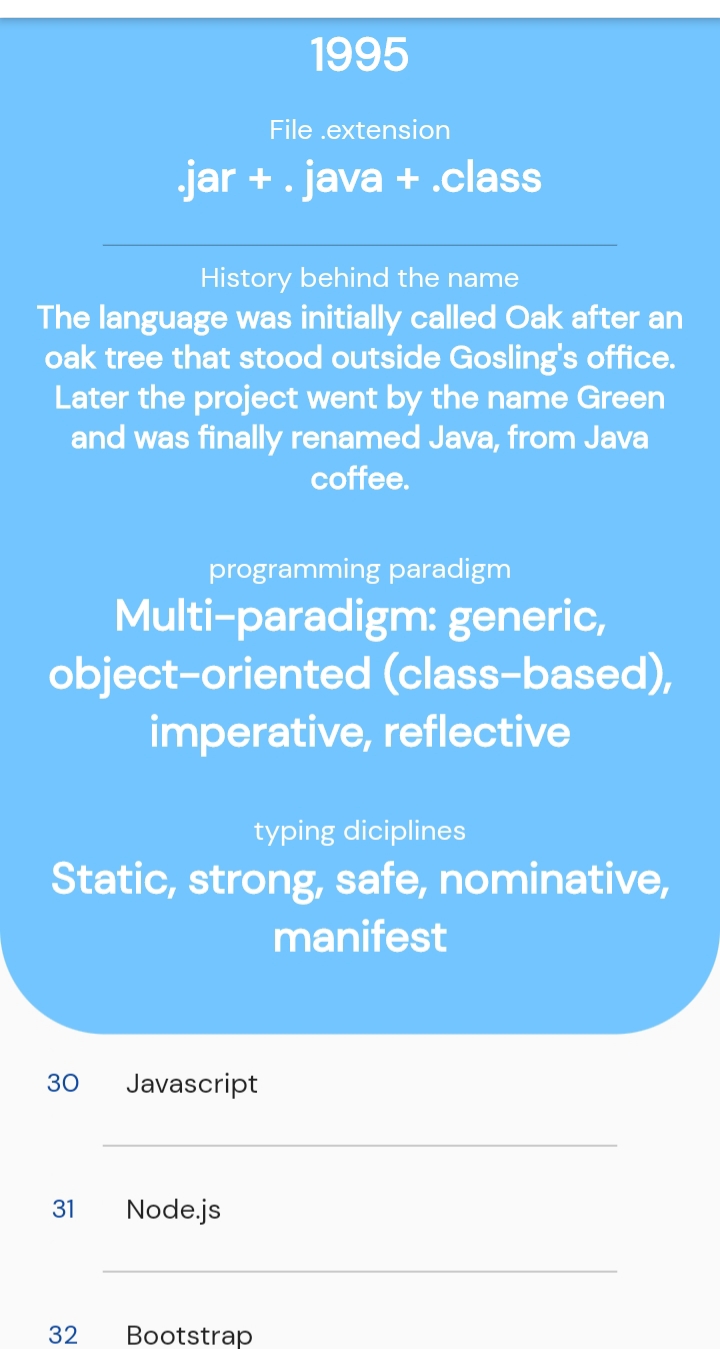 1995
File .extension
.jar + . java + .class
History behind the name
The language was initially called Oak after an
oak tree that stood outside Gosling's office.
Later the project went by the name Green
and was finally renamed Java, from Java
coffee.
programming paradigm
Multi-paradigm: generic,
object-oriented (class-based),
imperative, reflective
typing diciplines
Static, strong, safe, nominative,
manifest
30 Javascript
31 Node.js
32 Bootstrap